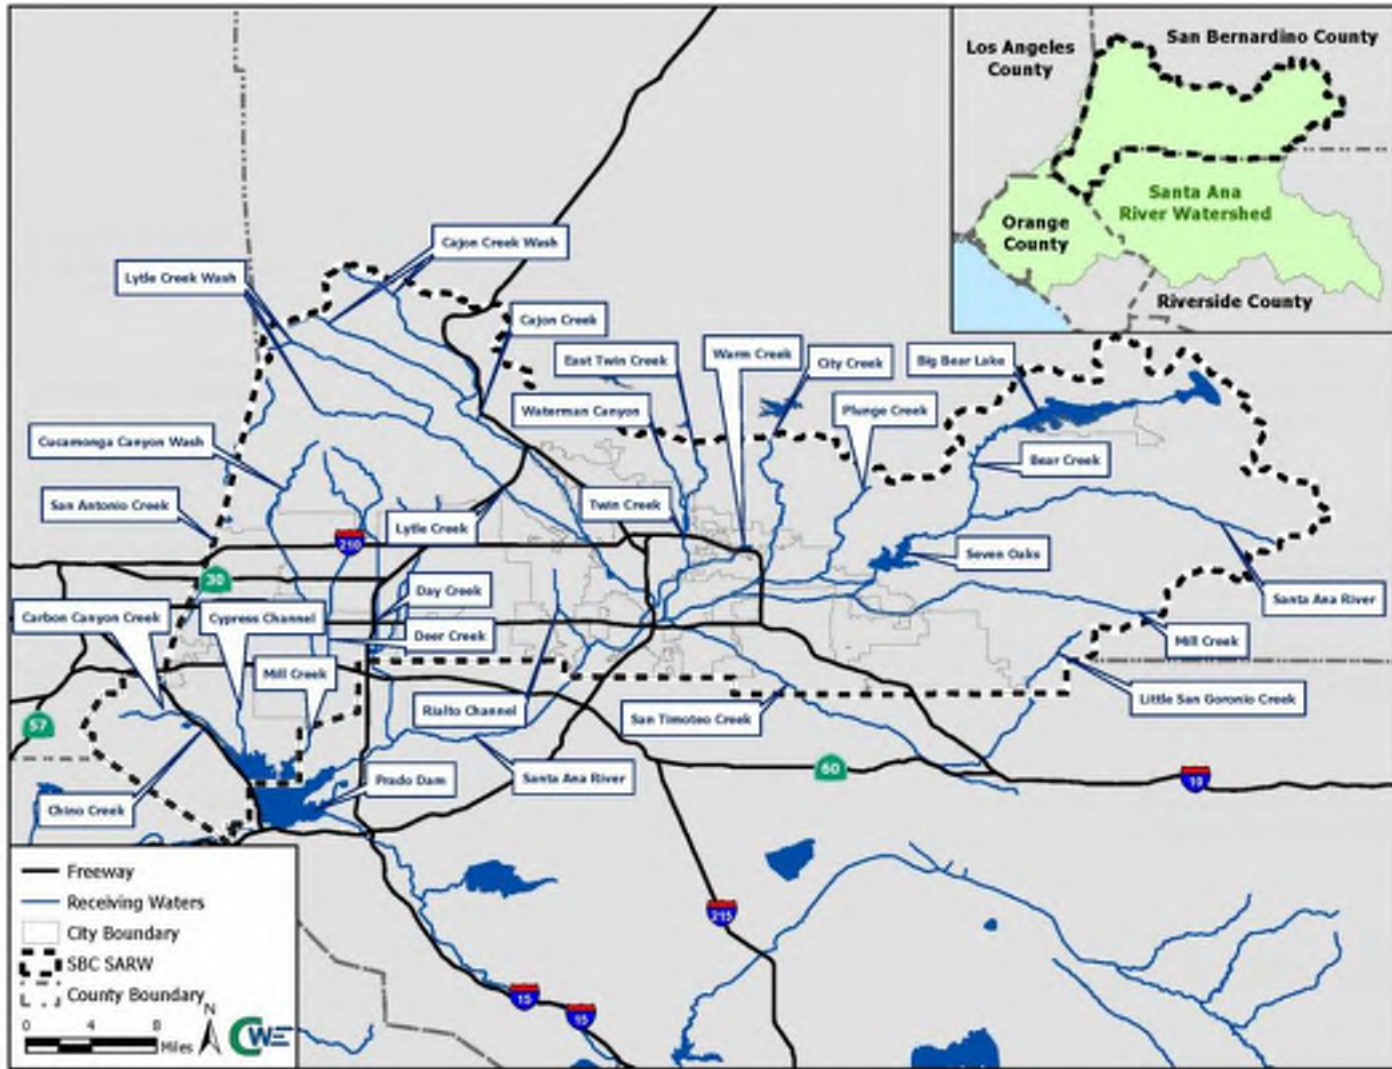 Los Angeles
County
San Bernardino County
Santa Ana
River Watershed
Orange
County
Riverside County
Cajon Creek Wash
Lytle Creek Wash
Cajon Creek
East Twin Creek
Warm Creek
City Creek
Big Bear Lake
Waterman Canyon
Plunge Creek
Cucamonga Canyon Wash
Bear Creek
San Antonio Creek
Lytle Creek
Twin Creek
210
Seven Oaks
30
Day Creek
Santa Ana River
Carbon Canyon Creek
Cypress Channel
Deer Creek
Mill Creek
Mill Creek
Rialto Channel
San Timoteo Creek
Little San Goronio Creek
57
Prado Dam
Santa Ana River
60
10
Chino Creek
Freeway
Receiving Waters
City Boundary
SBC SARW
County Boundary
215
15
15
N
0 4 8
Miles
CWE